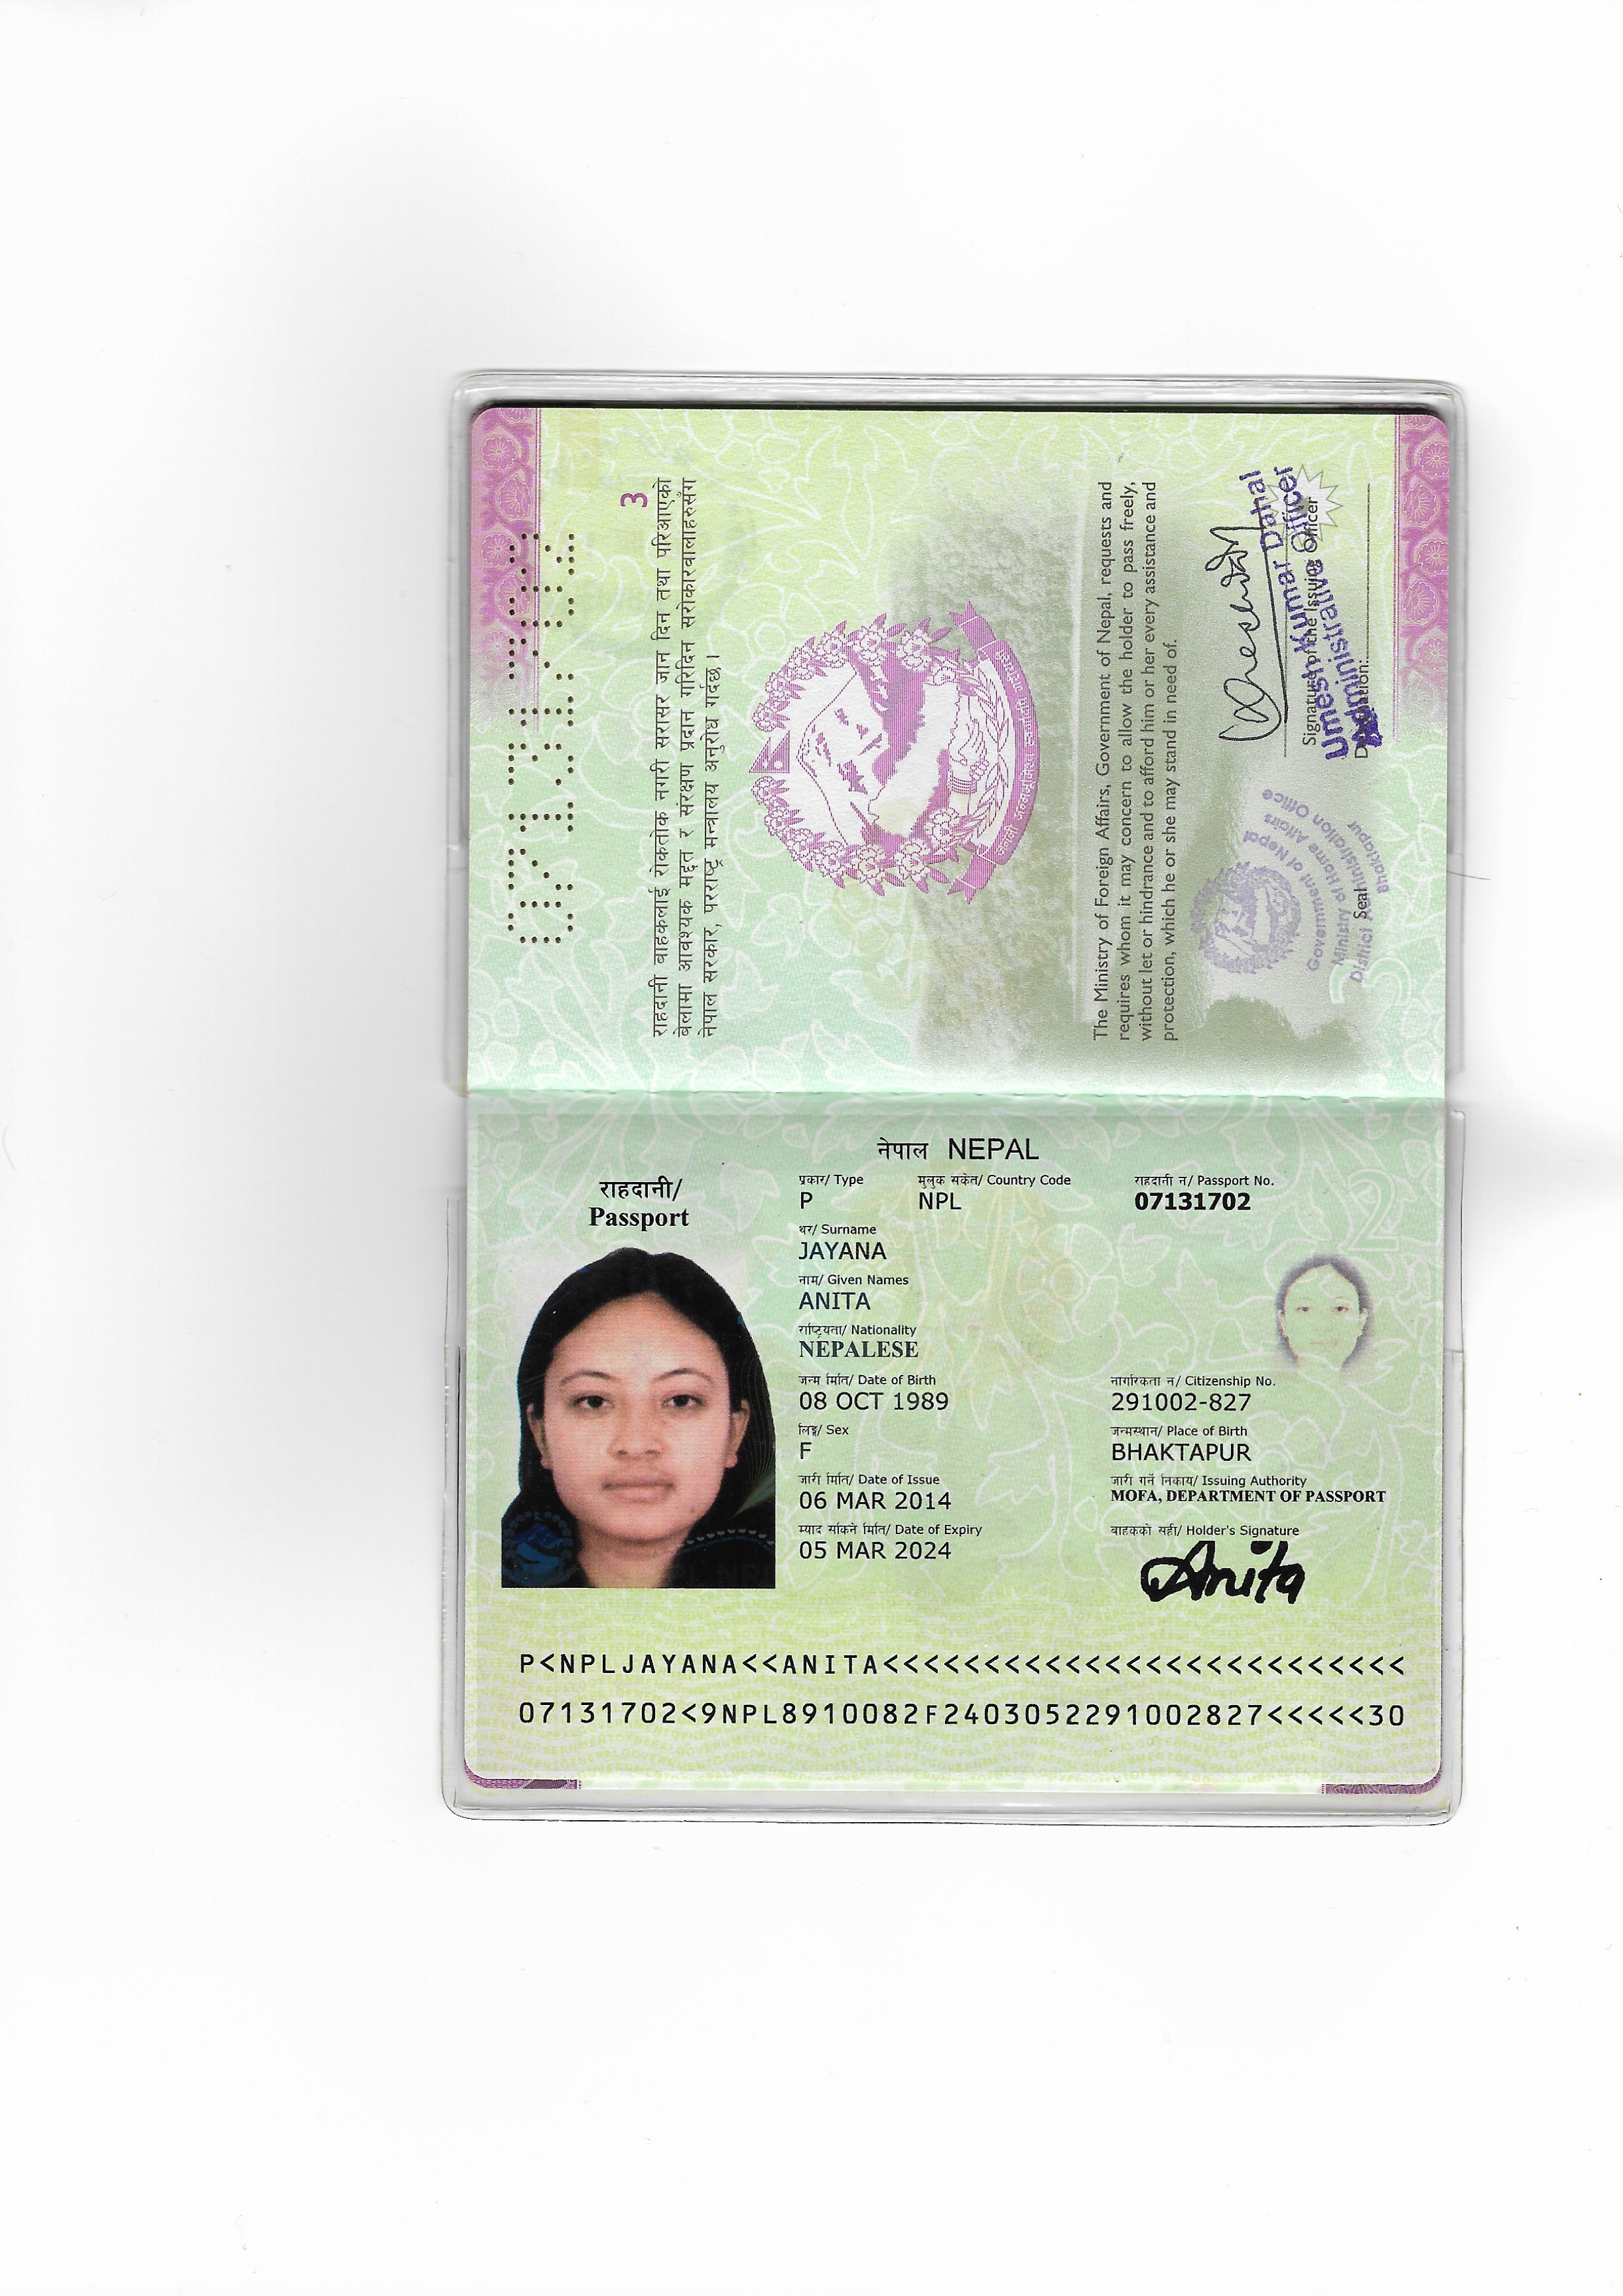 07131702
3
राहदानी वाहकलाई रोकतोक नगरी सरासर जान दिन तथा परिआएको
बेलामा आवश्यक मद्दत र संरक्षण प्रदान गरिदिन सरोकारवालाहरुसँग
नेपाल सरकार, परराष्ट्र मन्त्रालय अनुरोध गर्दछ ।
The Ministry of Foreign Affairs, Government of Nepal, requests and
requires whom it may concern to allow the holder to pass freely,
without let or hindrance and to afford him or her every assistance and
protection, which he or she may stand in need of.
Signature of the Issuing Officer
Umesh Kumar Dahal
Administrative Officer
Government of Nepal
Ministry of Home Affairs
District Administration Office
Bhaktapur
Seal
नेपाल NEPAL
राहदानी/
Passport
प्रकार/ Type मुलुक संकेत/ Country Code राहदानी नं/ Passport No.
P NPL 07131702
थर/ Surname
JAYANA
नाम/ Given Names
ANITA
राष्ट्रियता/ Nationality
NEPALESE
जन्म मिति/ Date of Birth नागरिकता नं/ Citizenship No.
08 OCT 1989 291002-827
लिङ्ग/ Sex जन्मस्थान/ Place of Birth
F BHAKTAPUR
जारी मिति/ Date of Issue जारी गर्ने निकाय/ Issuing Authority
06 MAR 2014 MOFA, DEPARTMENT OF PASSPORT
म्याद सकिने मिति/ Date of Expiry वाहकको सही/ Holder's Signature
05 MAR 2024 Anita
P<NPLJAYANA<<ANITA<<<<<<<<<<<<<<<<<<<<<<<<<<
07131702<9NPL8910082F2403052291002827<<<<<30